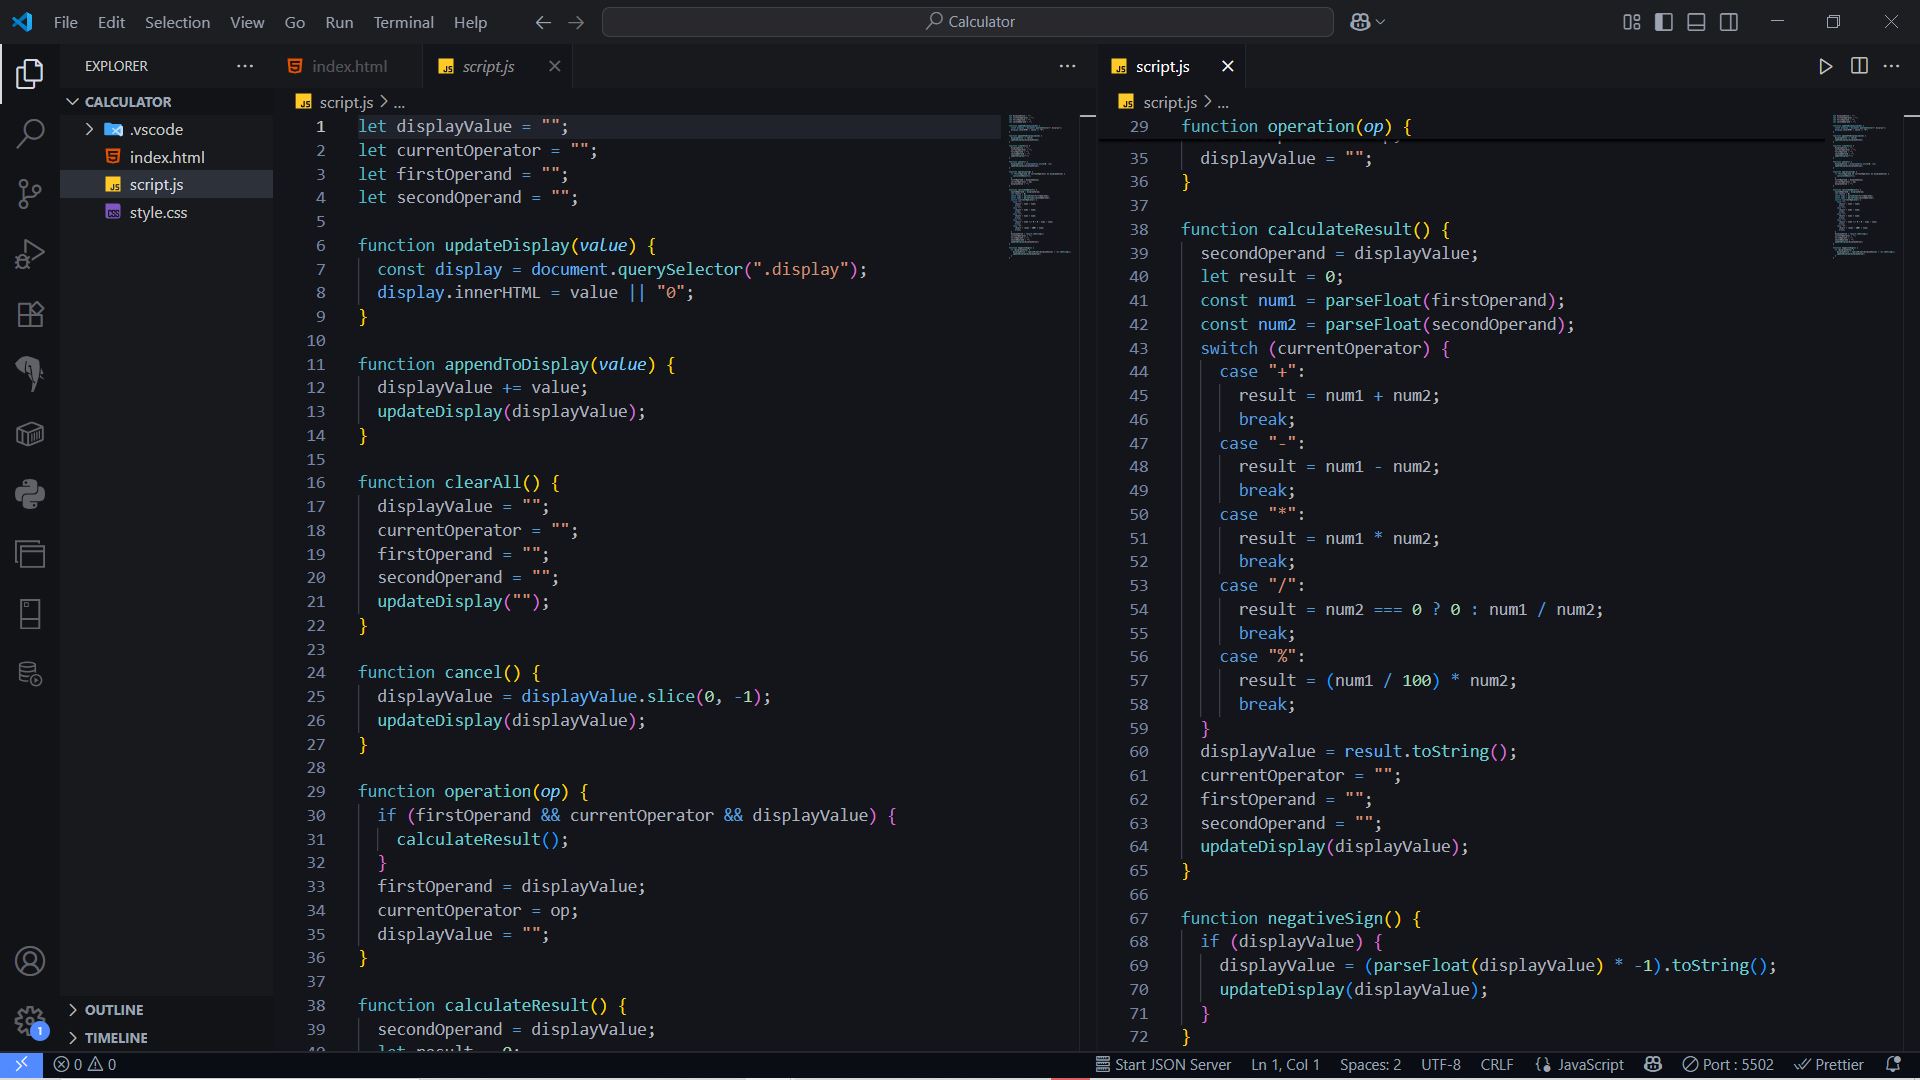 File Edit Selection View Go Run Terminal Help
Calculator
EXPLORER
CALCULATOR
.vscode
index.html
script.js
style.css
OUTLINE
TIMELINE
index.html
script.js
script.js > ...
1 let displayValue = "";
2 let currentOperator = "";
3 let firstOperand = "";
4 let secondOperand = "";
5
6 function updateDisplay(value) {
7 const display = document.querySelector(".display");
8 display.innerHTML = value || "0";
9 }
10
11 function appendToDisplay(value) {
12 displayValue += value;
13 updateDisplay(displayValue);
14 }
15
16 function clearAll() {
17 displayValue = "";
18 currentOperator = "";
19 firstOperand = "";
20 secondOperand = "";
21 updateDisplay("");
22 }
23
24 function cancel() {
25 displayValue = displayValue.slice(0, -1);
26 updateDisplay(displayValue);
27 }
28
29 function operation(op) {
30 if (firstOperand && currentOperator && displayValue) {
31 calculateResult();
32 }
33 firstOperand = displayValue;
34 currentOperator = op;
35 displayValue = "";
36 }
37
38 function calculateResult() {
39 secondOperand = displayValue;
script.js
script.js > ...
29 function operation(op) {
35 displayValue = "";
36 }
37
38 function calculateResult() {
39 secondOperand = displayValue;
40 let result = 0;
41 const num1 = parseFloat(firstOperand);
42 const num2 = parseFloat(secondOperand);
43 switch (currentOperator) {
44 case "+":
45 result = num1 + num2;
46 break;
47 case "-":
48 result = num1 - num2;
49 break;
50 case "*":
51 result = num1 * num2;
52 break;
53 case "/":
54 result = num2 === 0 ? 0 : num1 / num2;
55 break;
56 case "%":
57 result = (num1 / 100) * num2;
58 break;
59 }
60 displayValue = result.toString();
61 currentOperator = "";
62 firstOperand = "";
63 secondOperand = "";
64 updateDisplay(displayValue);
65 }
66
67 function negativeSign() {
68 if (displayValue) {
69 displayValue = (parseFloat(displayValue) * -1).toString();
70 updateDisplay(displayValue);
71 }
72 }
1
0 0
Start JSON Server Ln 1, Col 1 Spaces: 2 UTF-8 CRLF JavaScript Port : 5502 Prettier